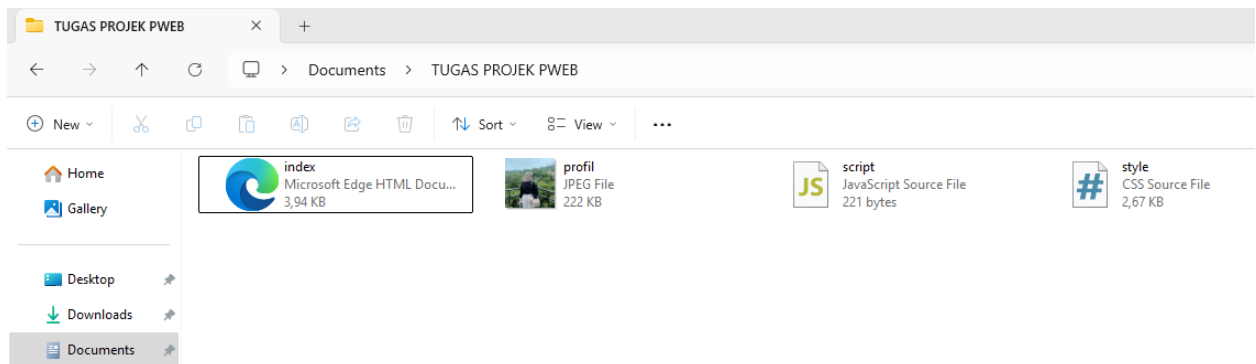 TUGAS PROJEK PWEB
Documents > TUGAS PROJEK PWEB
New
Sort
View
Home
Gallery
Desktop
Downloads
Documents
index
Microsoft Edge HTML Docu...
3,94 KB
profil
JPEG File
222 KB
JS
script
JavaScript Source File
221 bytes
#
style
CSS Source File
2,67 KB